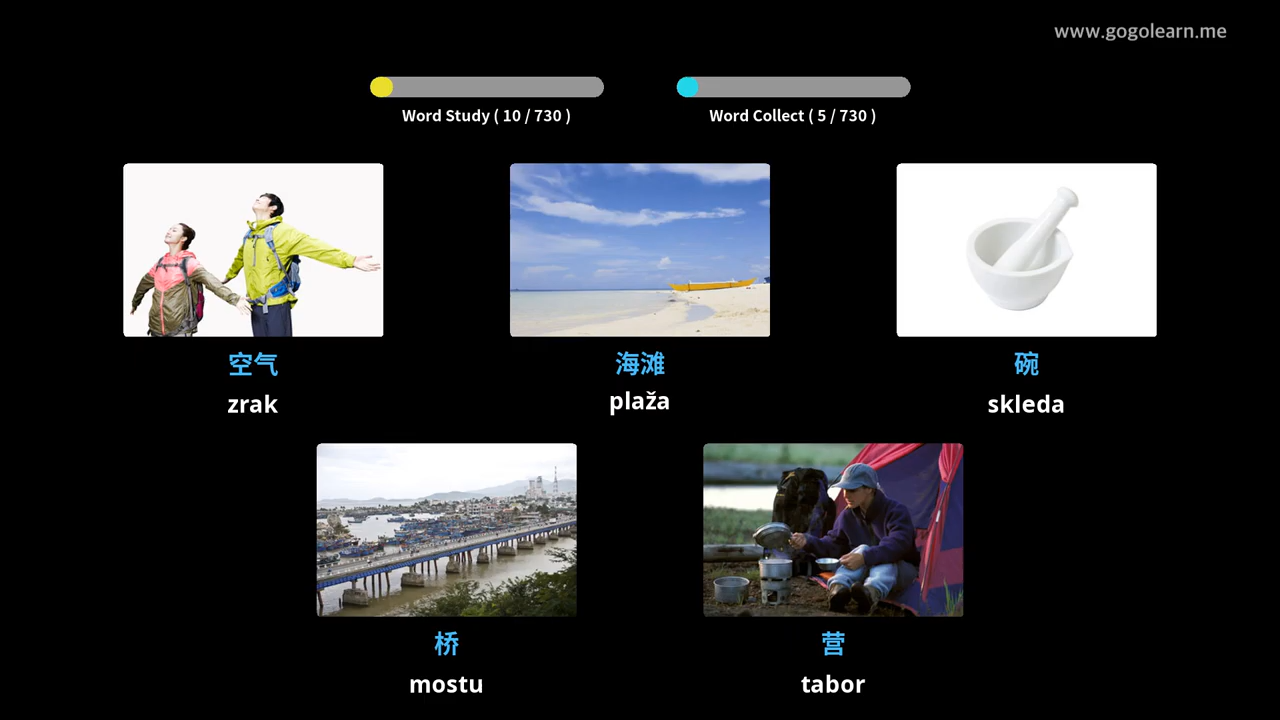 www.gogolearn.me
Word Study ( 10 / 730 )
Word Collect ( 5 / 730 )
空气
zrak
海滩
plaža
碗
skleda
桥
mostu
营
tabor